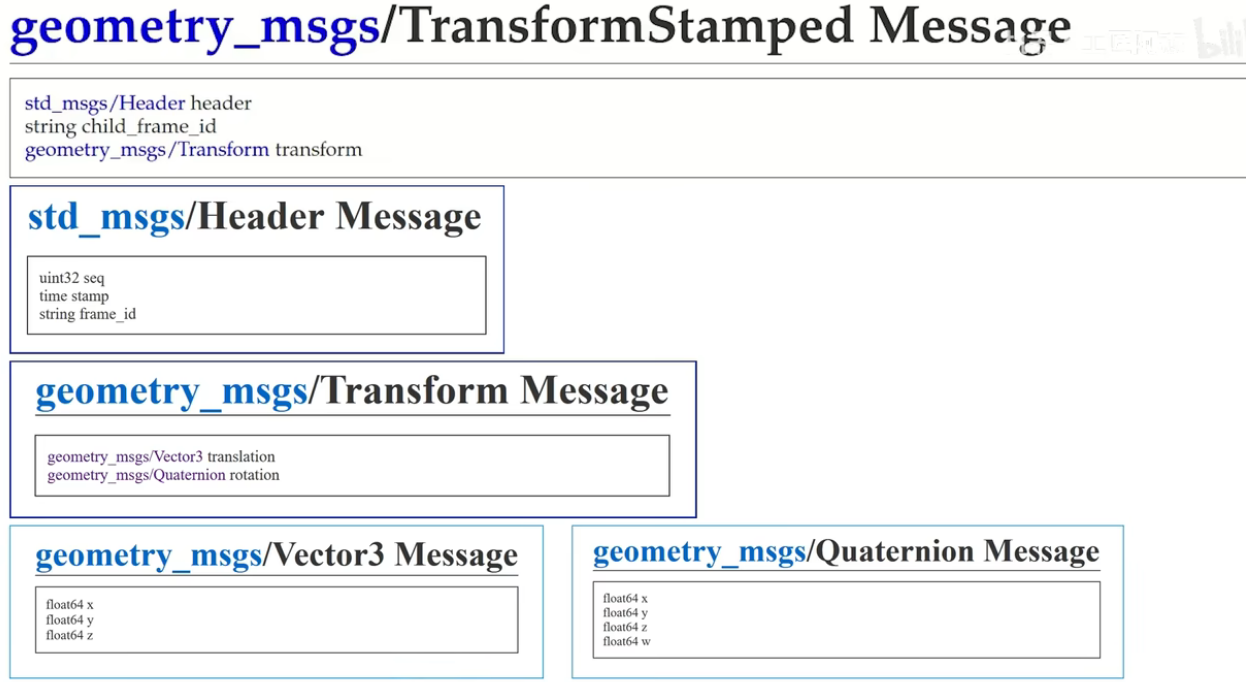 geometry_msgs/TransformStamped Message
std_msgs/Header header
string child_frame_id
geometry_msgs/Transform transform
std_msgs/Header Message
uint32 seq
time stamp
string frame_id
geometry_msgs/Transform Message
geometry_msgs/Vector3 translation
geometry_msgs/Quaternion rotation
geometry_msgs/Vector3 Message
float64 x
float64 y
float64 z
geometry_msgs/Quaternion Message
float64 x
float64 y
float64 z
float64 w